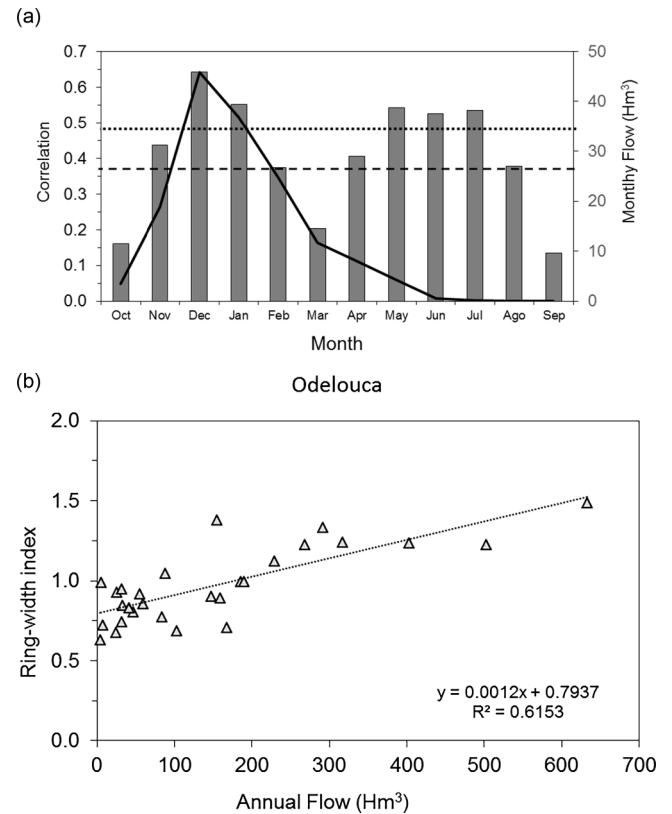 (a)
0.7
0.6
0.5
0.4
0.3
0.2
0.1
0.0
Correlation
50
40
30
20
10
0
Montlhy Flow (Hm³)
Oct Nov Dec Jan Feb Mar Apr May Jun Jul Ago Sep
Month
(b)
Odelouca
2.0
1.5
1.0
0.5
0.0
Ring-width index
y = 0.0012x + 0.7937
R² = 0.6153
0 100 200 300 400 500 600 700
Annual Flow (Hm³)